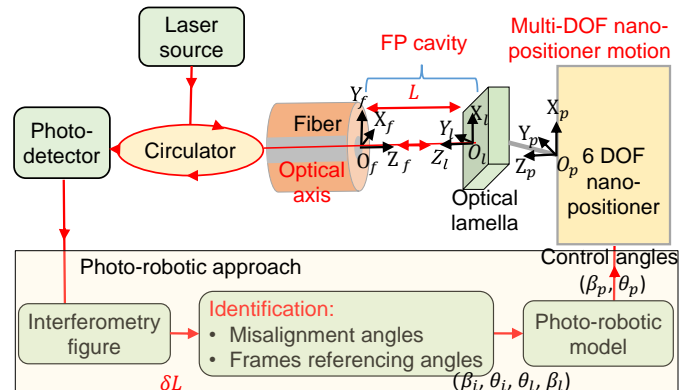 Laser
source
FP cavity
Multi-DOF nano-
positioner motion
L
Photo-
detector
Circulator
Fiber
Optical
axis
Y_f
X_f
O_f
Z_f
X_l
Y_l
Z_l
O_l
Optical
lamella
X_p
Y_p
Z_p
O_p
6 DOF
nano-
positioner
Photo-robotic approach
Control angles
(β_p, θ_p)
Interferometry
figure
δL
Identification:
• Misalignment angles
• Frames referencing angles
(β_i, θ_i, θ_l, β_l)
Photo-robotic
model